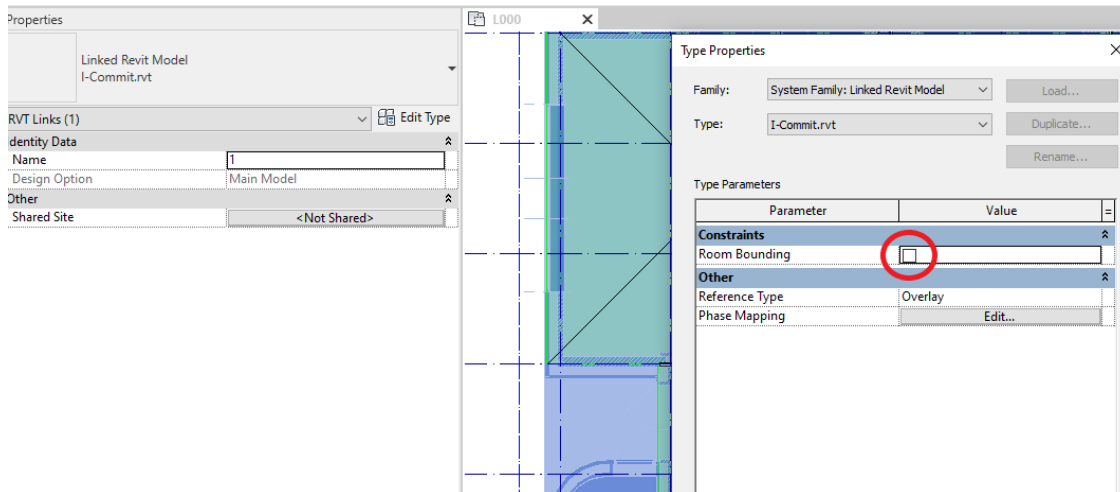 Properties
Linked Revit Model
I-Commit.rvt
RVT Links (1)
Edit Type
dentity Data
Name
1
Design Option
Main Model
Other
Shared Site
<Not Shared>
L000
Type Properties
Family:
System Family: Linked Revit Model
Load...
Type:
I-Commit.rvt
Duplicate...
Rename...
Type Parameters
Parameter
Value
=
Constraints
Room Bounding
Other
Reference Type
Overlay
Phase Mapping
Edit...